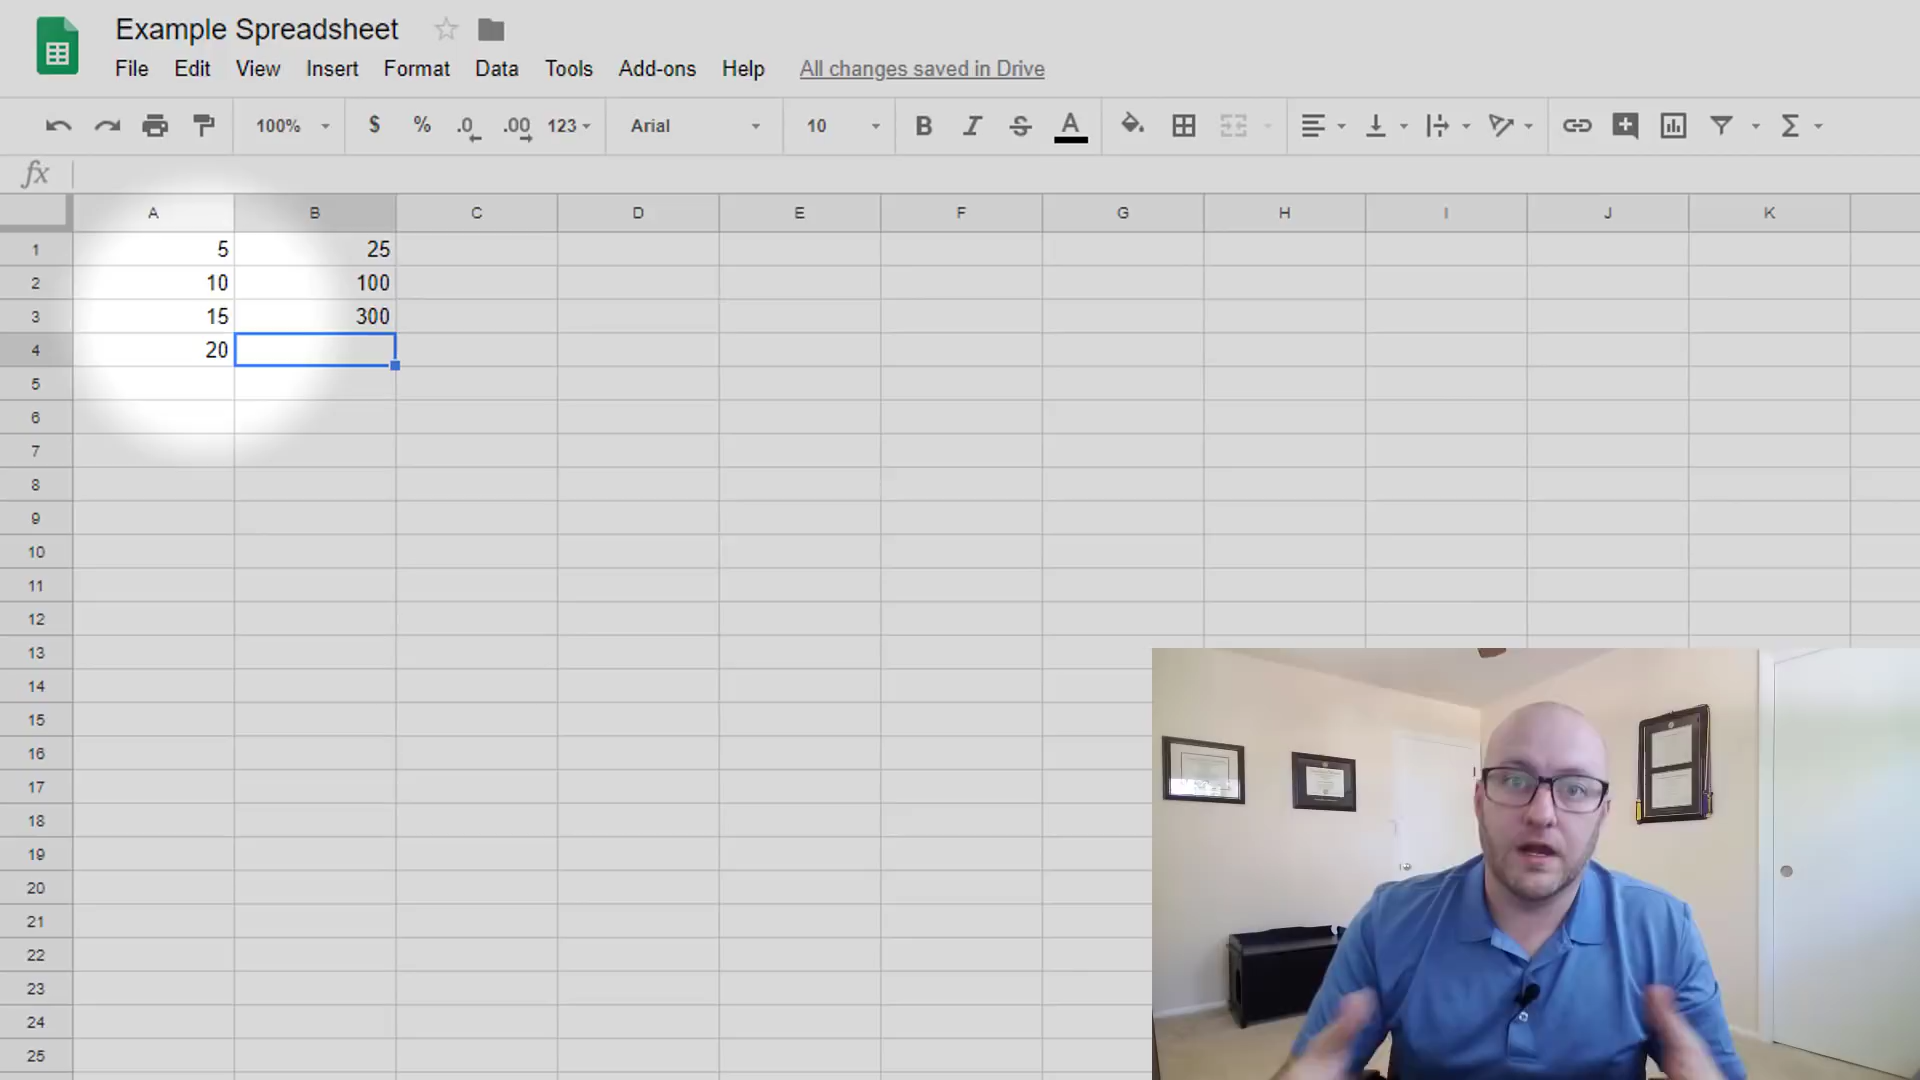 Example Spreadsheet
File Edit View Insert Format Data Tools Add-ons Help All changes saved in Drive
100% $ % .0 .00 123 Arial 10 B I S A Σ
fx
A B C D E F G H I J K
1 5 25
2 10 100
3 15 300
4 20
5
6
7
8
9
10
11
12
13
14
15
16
17
18
19
20
21
22
23
24
25